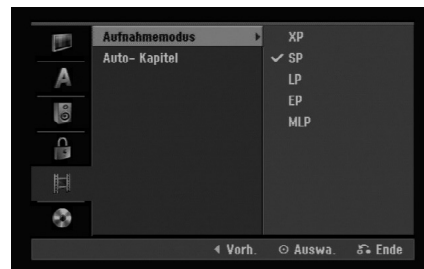 Aufnahmemodus
Auto- Kapitel
XP
SP
LP
EP
MLP
A
Vorh. Auswa. Ende